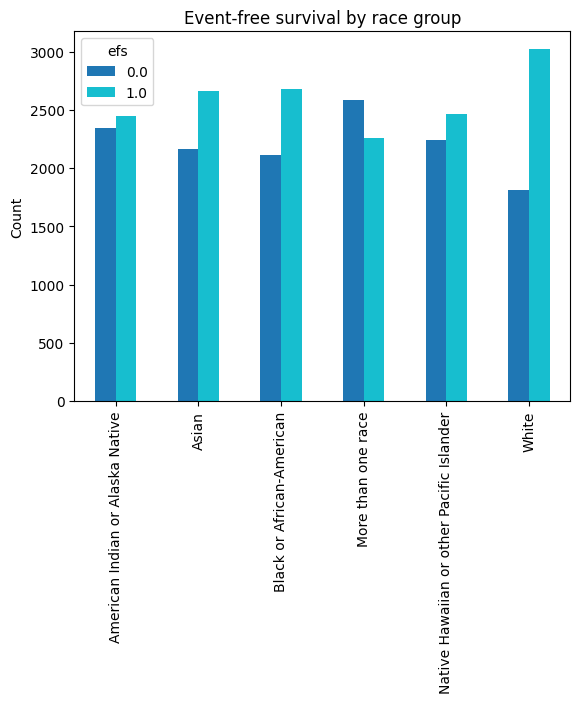 Event-free survival by race group
efs
0.0
1.0
Count
3000
2500
2000
1500
1000
500
0
American Indian or Alaska Native
Asian
Black or African-American
More than one race
Native Hawaiian or other Pacific Islander
White